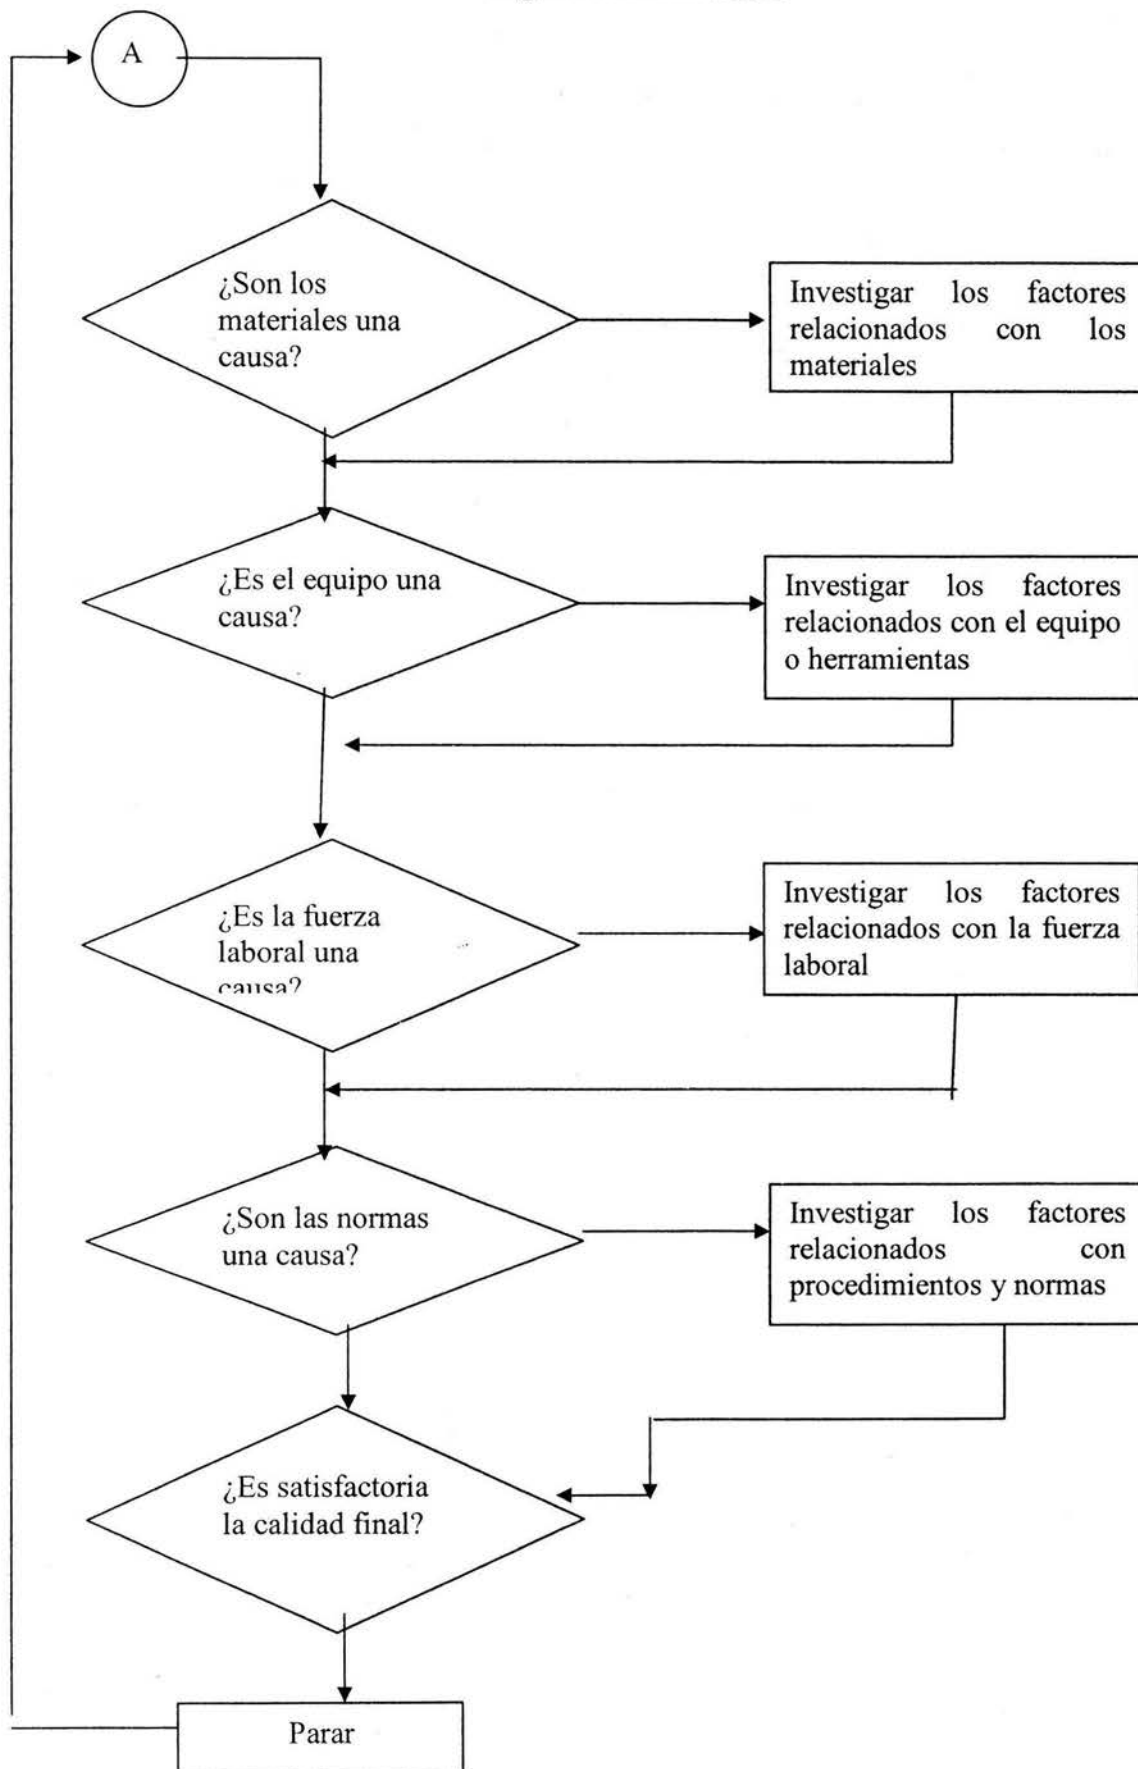 A
¿Son los
materiales una
causa?
Investigar los factores
relacionados con los
materiales
¿Es el equipo una
causa?
Investigar los factores
relacionados con el equipo
o herramientas
¿Es la fuerza
laboral una
causa?
Investigar los factores
relacionados con la fuerza
laboral
¿Son las normas
una causa?
Investigar los factores
relacionados con
procedimientos y normas
¿Es satisfactoria
la calidad final?
Parar